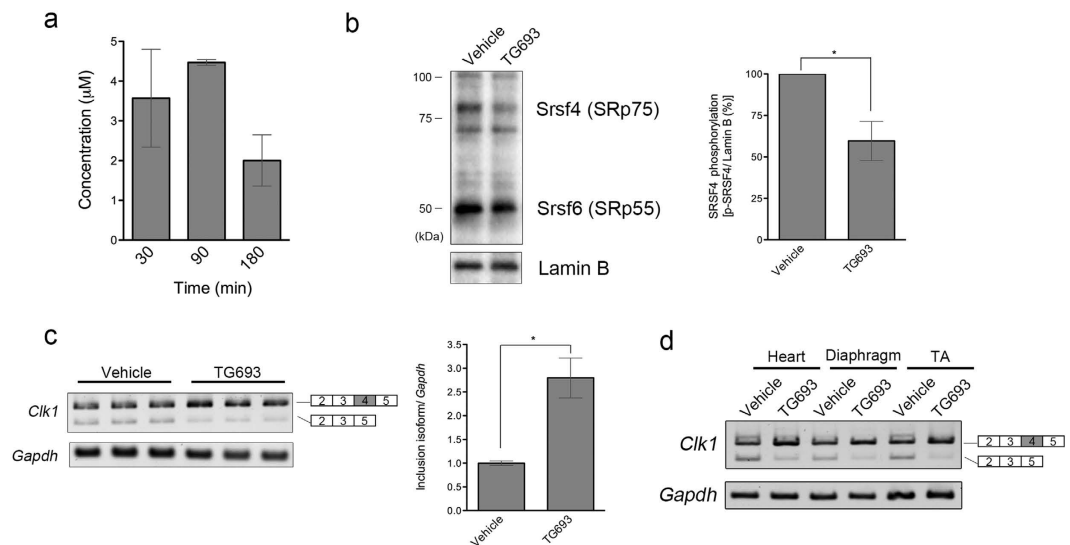 a
Concentration (µM)
5
4
3
2
1
0
30
90
180
Time (min)
b
Vehicle
TG693
100
75
50
(kDa)
Srsf4 (SRp75)
Srsf6 (SRp55)
Lamin B
SRSF4 phosphorylation
[p-SRSF4/ Lamin B (%)]
100
75
50
25
0
*
Vehicle
TG693
c
Vehicle
TG693
Clk1
2 3 4 5
2 3 5
Gapdh
Inclusion isoform/ Gapdh
3.5
3.0
2.5
2.0
1.5
1.0
0.5
0.0
*
Vehicle
TG693
d
Heart
Diaphragm
TA
Vehicle
TG693
Vehicle
TG693
Vehicle
TG693
Clk1
2 3 4 5
2 3 5
Gapdh